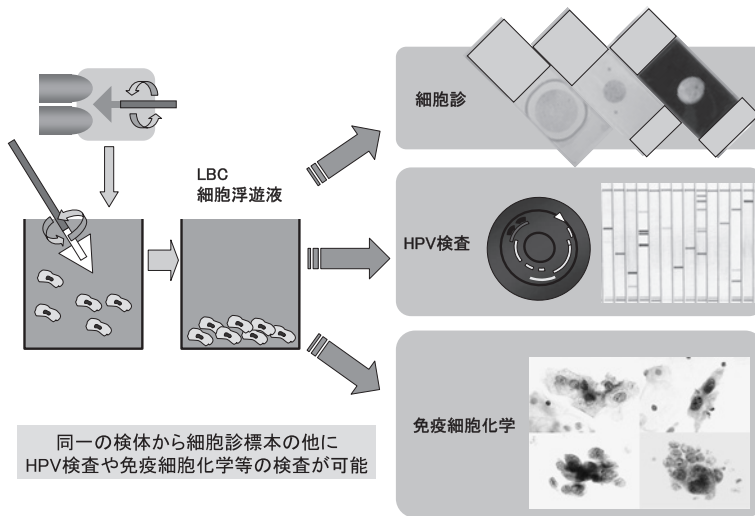 細胞診
LBC
細胞浮遊液
HPV検査
免疫細胞化学
同一の検体から細胞診標本の他に
HPV検査や免疫細胞化学等の検査が可能